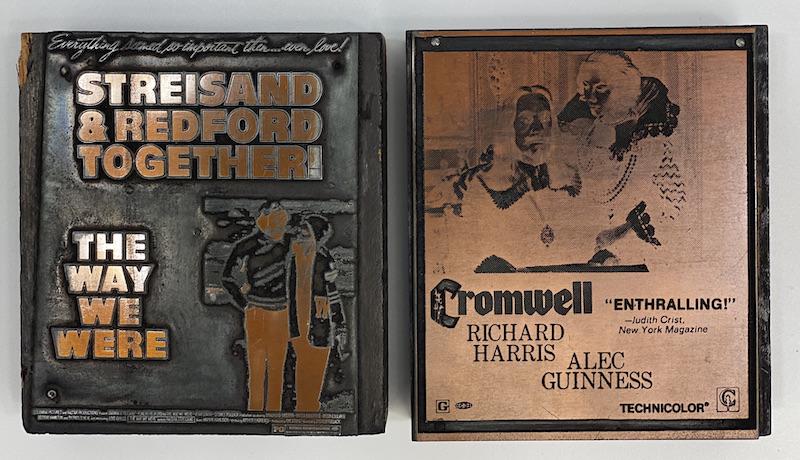 Everything seemed so important then...even love!
STREISAND
& REDFORD
TOGETHER!
THE
WAY
WE
WERE
PG
Cromwell
"ENTHRALLING!"
—Judith Crist,
New York Magazine
RICHARD
HARRIS
ALEC
GUINNESS
G
TECHNICOLOR®